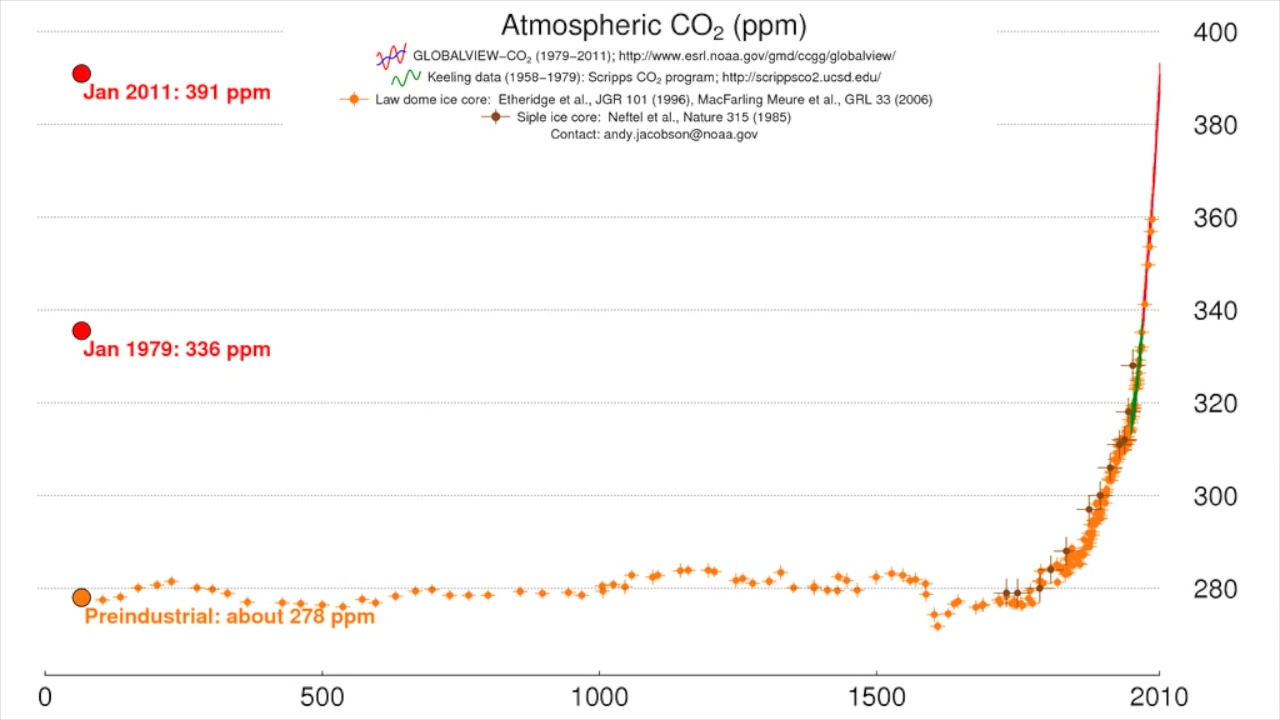 Atmospheric CO₂ (ppm)
GLOBALVIEW–CO₂ (1979–2011); http://www.esrl.noaa.gov/gmd/ccgg/globalview/
Keeling data (1958–1979): Scripps CO₂ program; http://scrippsco2.ucsd.edu/
Law dome ice core: Etheridge et al., JGR 101 (1996), MacFarling Meure et al., GRL 33 (2006)
Siple ice core: Neftel et al., Nature 315 (1985)
Contact: andy.jacobson@noaa.gov
400
Jan 2011: 391 ppm
380
360
340
Jan 1979: 336 ppm
320
300
280
Preindustrial: about 278 ppm
0 500 1000 1500 2010